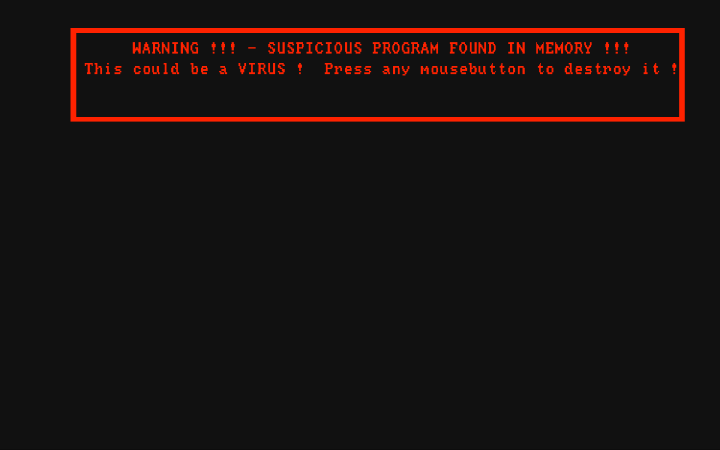 WARNING !!! - SUSPICIOUS PROGRAM FOUND IN MEMORY !!!
This could be a VIRUS !  Press any mousebutton to destroy it !